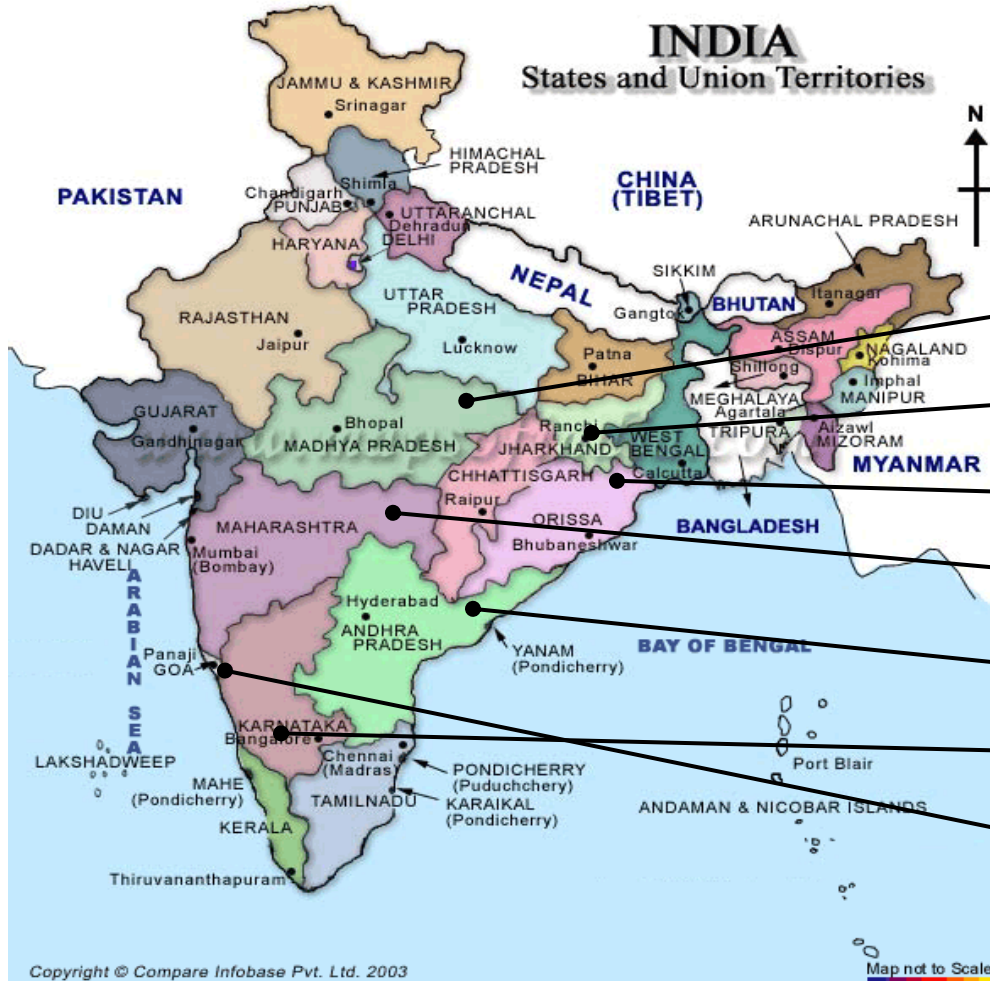 INDIA
States and Union Territories
JAMMU & KASHMIR
Srinagar
N
HIMACHAL
PRADESH
PAKISTAN
CHINA
(TIBET)
Shimla
Chandigarh
PUNJAB
UTTARANCHAL
Dehradun
ARUNACHAL PRADESH
HARYANA
DELHI
NEPAL
SIKKIM
BHUTAN
Itanagar
UTTAR
PRADESH
Gangtok
RAJASTHAN
Jaipur
Lucknow
ASSAM
Dispur
NAGALAND
Kohima
Patna
BIHAR
Shillong
Imphal
MANIPUR
MEGHALAYA
Agartala
TRIPURA
Aizawl
MIZORAM
GUJARAT
Gandhinagar
Bhopal
MADHYA PRADESH
Ranchi
JHARKHAND
WEST
BENGAL
Calcutta
MYANMAR
CHHATTISGARH
Raipur
DIU
DAMAN
DADAR & NAGAR
HAVELI
MAHARASHTRA
Mumbai
(Bombay)
ORISSA
Bhubaneshwar
BANGLADESH
ARABIAN SEA
Hyderabad
ANDHRA
PRADESH
YANAM
(Pondicherry)
BAY OF BENGAL
Panaji
GOA
KARNATAKA
Bangalore
LAKSHADWEEP
Chennai
(Madras)
PONDICHERRY
(Puduchery)
Port Blair
MAHE
(Pondicherry)
TAMILNADU
KARAIKAL
(Pondicherry)
ANDAMAN & NICOBAR ISLANDS
KERALA
Thiruvananthapuram
Copyright © Compare Infobase Pvt. Ltd. 2003
Map not to Scale